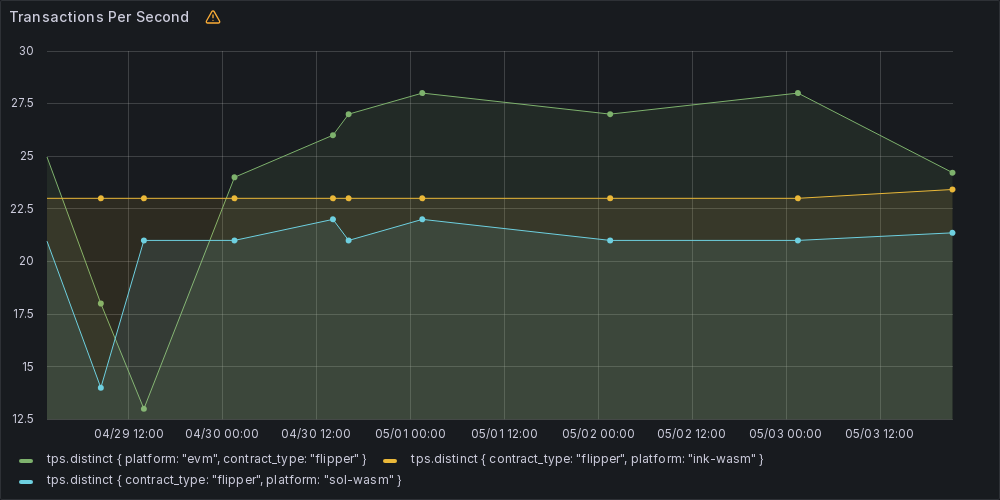 Transactions Per Second
30
27.5
25
22.5
20
17.5
15
12.5
04/29 12:00 04/30 00:00 04/30 12:00 05/01 00:00 05/01 12:00 05/02 00:00 05/02 12:00 05/03 00:00 05/03 12:00
tps.distinct { platform: "evm", contract_type: "flipper" } tps.distinct { contract_type: "flipper", platform: "ink-wasm" }
tps.distinct { contract_type: "flipper", platform: "sol-wasm" }